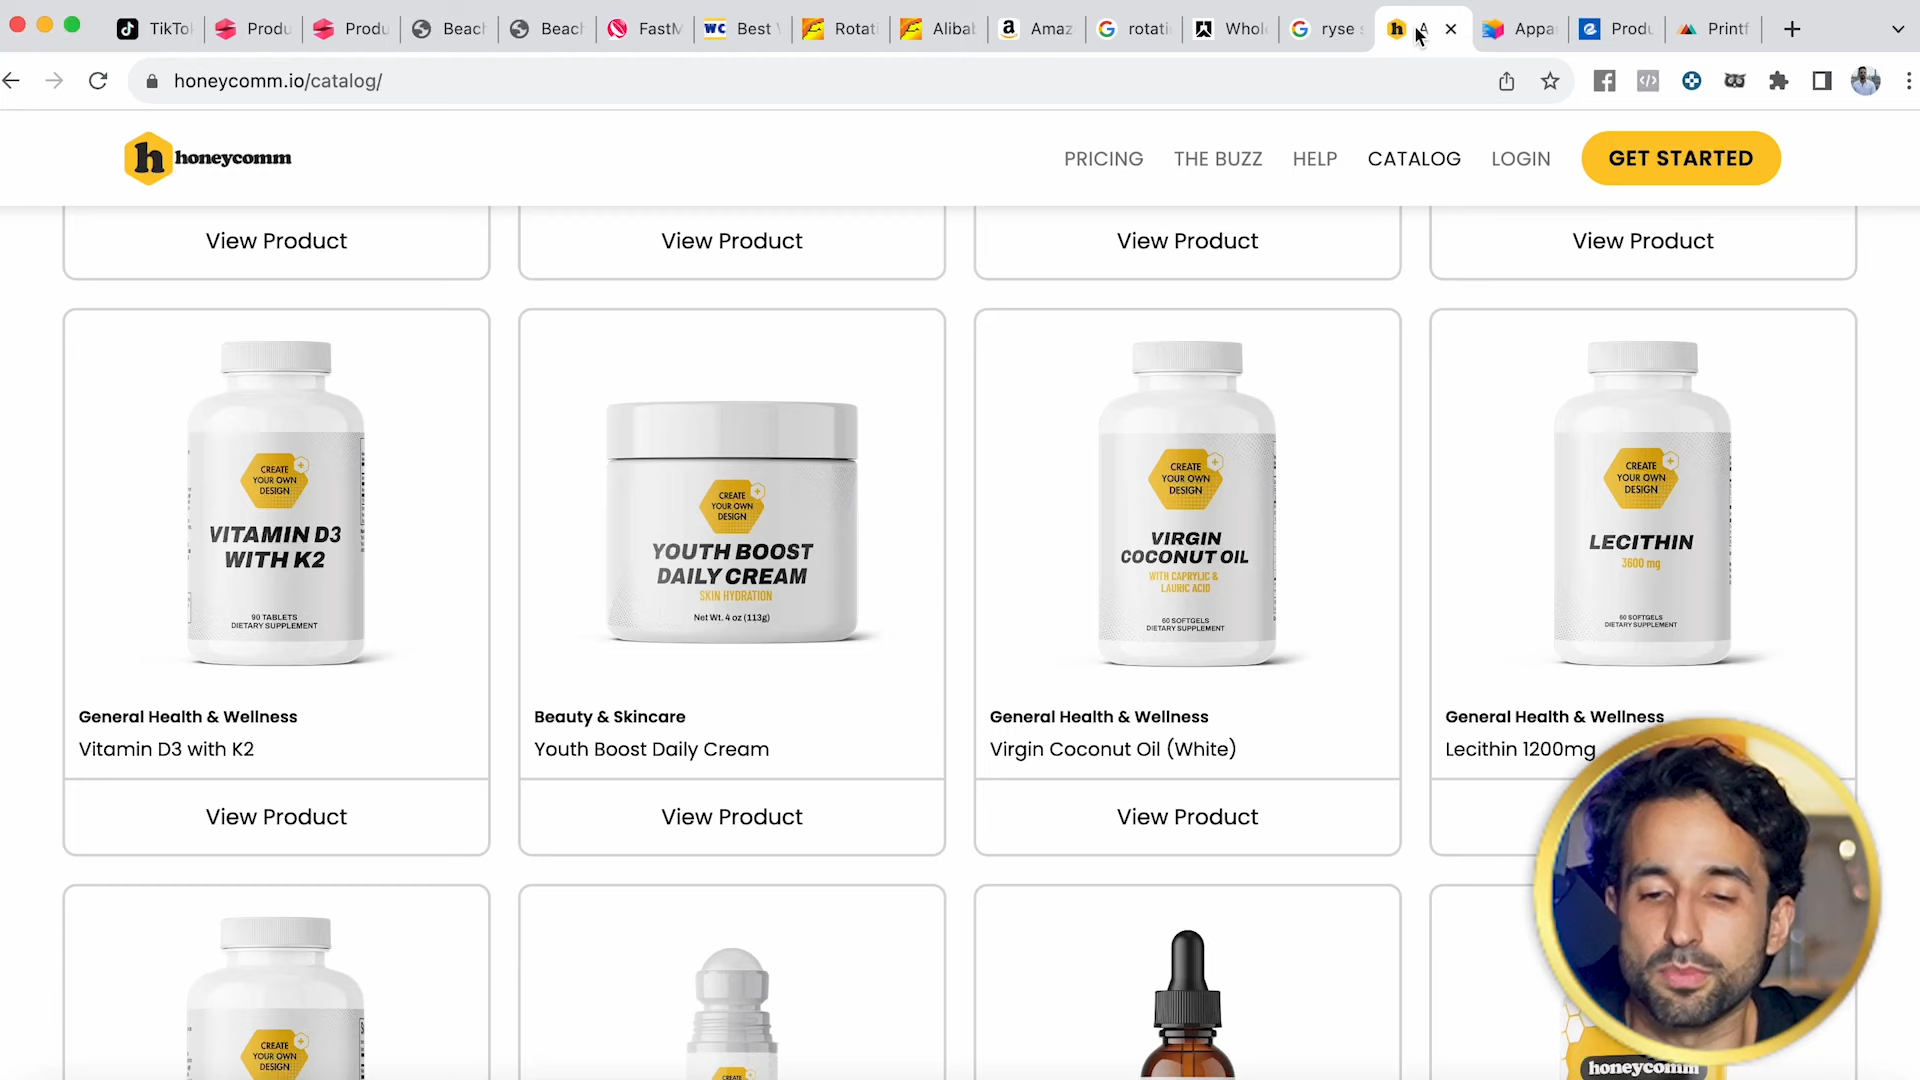 TikTo
Produ
Produ
Beach
Beach
FastM
WC Best
Rotati
Alibab
a Amaz
G rotati
Whol
G ryse s
h A
Appa
Produ
Printf
honeycomm.io/catalog/
h honeycomm
PRICING
THE BUZZ
HELP
CATALOG
LOGIN
GET STARTED
View Product
View Product
View Product
View Product
CREATE
YOUR OWN
DESIGN
VITAMIN D3
WITH K2
90 TABLETS
DIETARY SUPPLEMENT
General Health & Wellness
Vitamin D3 with K2
View Product
CREATE
YOUR OWN
DESIGN
YOUTH BOOST
DAILY CREAM
SKIN HYDRATION
Net Wt. 4 oz (113g)
Beauty & Skincare
Youth Boost Daily Cream
View Product
CREATE
YOUR OWN
DESIGN
VIRGIN
COCONUT OIL
WITH CAPRYLIC &
LAURIC ACID
60 SOFTGELS
DIETARY SUPPLEMENT
General Health & Wellness
Virgin Coconut Oil (White)
View Product
CREATE
YOUR OWN
DESIGN
LECITHIN
3600 mg
60 SOFTGELS
DIETARY SUPPLEMENT
General Health & Wellness
Lecithin 1200mg
CREATE
YOUR OWN
DESIGN
CREATE
honeycomm